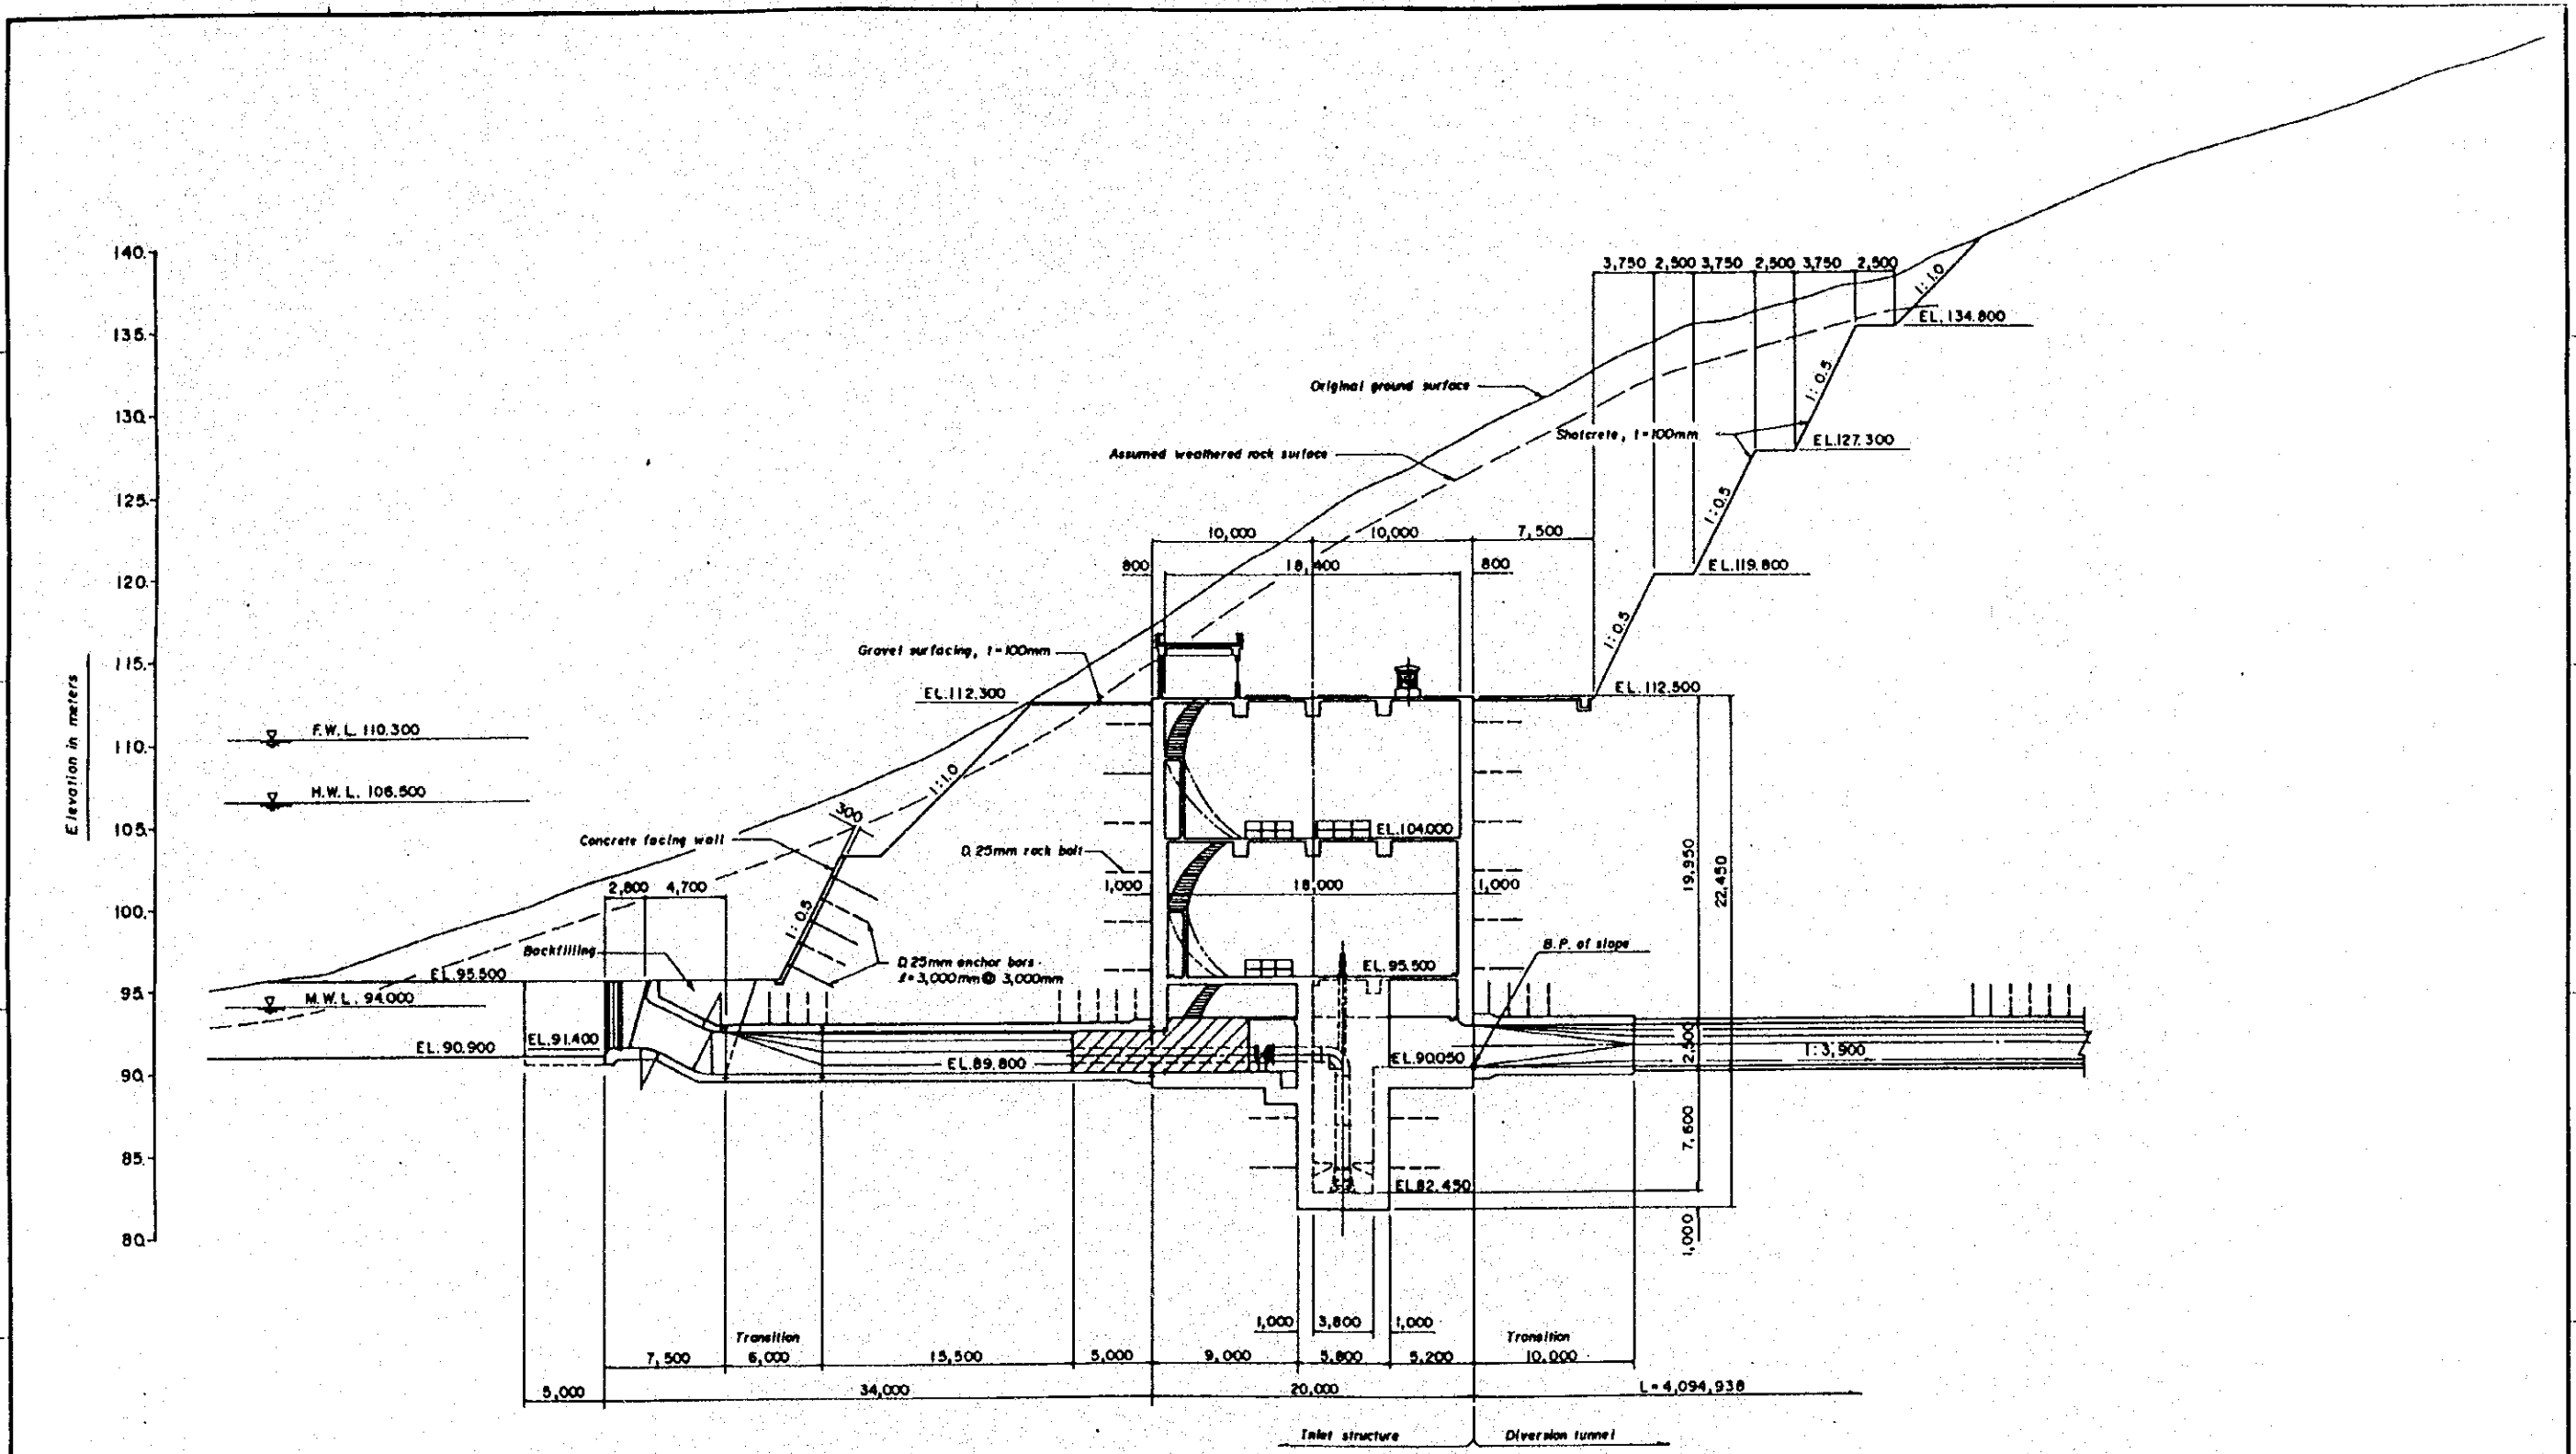 140.
135.
130.
125.
120.
115.
110.
105.
100.
95.
90.
85.
80.
Elevation in meters
3,750 2,500 3,750 2,500 3,750 2,500
1:1.0
EL. 134.800
1:0.5
Original ground surface
Shotcrete, t=100mm
EL.127.300
Assumed weathered rock surface
1:0.5
10,000 10,000 7,500
800 18,400 800
EL.119.800
1:0.5
Gravel surfacing, t=100mm
EL.112.300
EL.112.500
F.W.L. 110.300
H.W.L. 106.500
1:1.0
300
Concrete facing wall
EL.104.000
D.25mm rock bolt
19,950
22,450
2,800 4,700
1,000 18,000 1,000
1:0.5
Backfilling
B.P. of slope
EL.95.500
D.25mm anchor bars
ℓ=3,000mm@ 3,000mm
EL.95.500
M.W.L. 94.000
EL.91.400
EL.90.900
EL.89.800
EL.90.050
2,500
1:3,900
7,600
EL.82.450
1,000
1,000 3,800 1,000
Transition
Transition
7,500 6,000 15,500 5,000 9,000 5,800 5,200 10,000
5,000 34,000 20,000 L=4,094,938
Inlet structure
Diversion tunnel